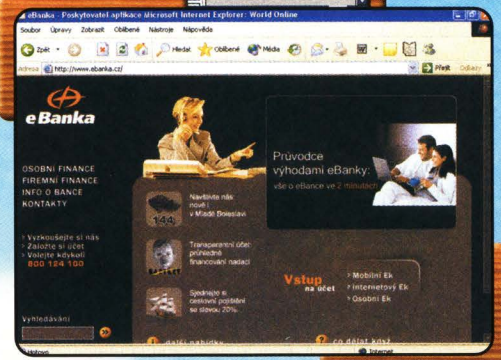 eBanka - Poskytovatel aplikace Microsoft Internet Explorer: World Online
Soubor Úpravy Zobrazit Oblíbené Nástroje Nápověda
Zpět Hledat Oblíbené Média
Adresa http://www.ebanka.cz/ Přejít Odkazy
eBanka
OSOBNÍ FINANCE
FIREMNÍ FINANCE
INFO O BANCE
KONTAKTY
› Vyzkoušejte si nás
› Založte si účet
› Volejte kdykoli
800 124 100
Vyhledávání
Průvodce
výhodami eBanky:
vše o eBance ve 2 minutách
144
Navštivte nás
nově i
v Mladé Boleslavi
Transparentní účet
průhledné
financování nadací
Sjednejte si
cestovní pojištění
se slevou 20%
Vstup
na účet
› Mobilní Ek
› Internetový Ek
› Osobní Ek
další nabídky
co dělat když
Hotovo Internet